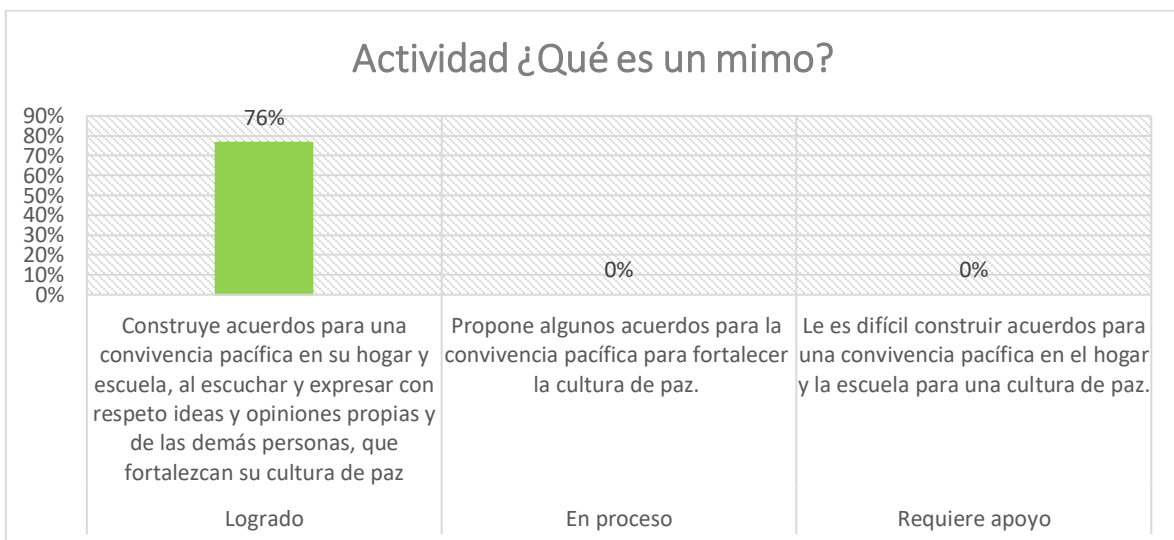 Actividad ¿Qué es un mimo?
90%
80%
70%
60%
50%
40%
30%
20%
10%
0%
76%
0%
0%
Construye acuerdos para una
convivencia pacífica en su hogar y
escuela, al escuchar y expresar con
respeto ideas y opiniones propias y
de las demás personas, que
fortalezcan su cultura de paz
Propone algunos acuerdos para la
convivencia pacífica para fortalecer
la cultura de paz.
Le es difícil construir acuerdos para
una convivencia pacífica en el hogar
y la escuela para una cultura de paz.
Logrado
En proceso
Requiere apoyo